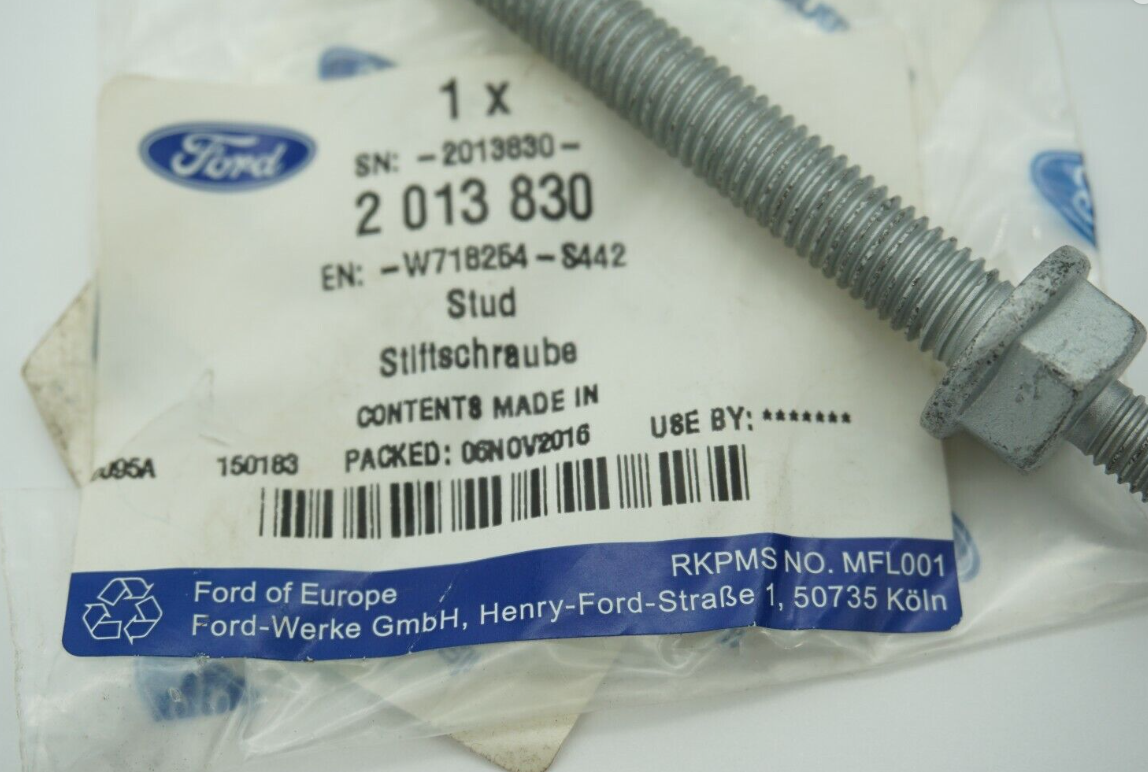 1 x
Ford
SN: -2013830-
2 013 830
EN: -W718254-S442
Stud
Stiftschraube
CONTENTS MADE IN
150183 PACKED: 06NOV2016 USE BY: *******
RKPMS NO. MFL001
Ford of Europe
Ford-Werke GmbH, Henry-Ford-Straße 1, 50735 Köln